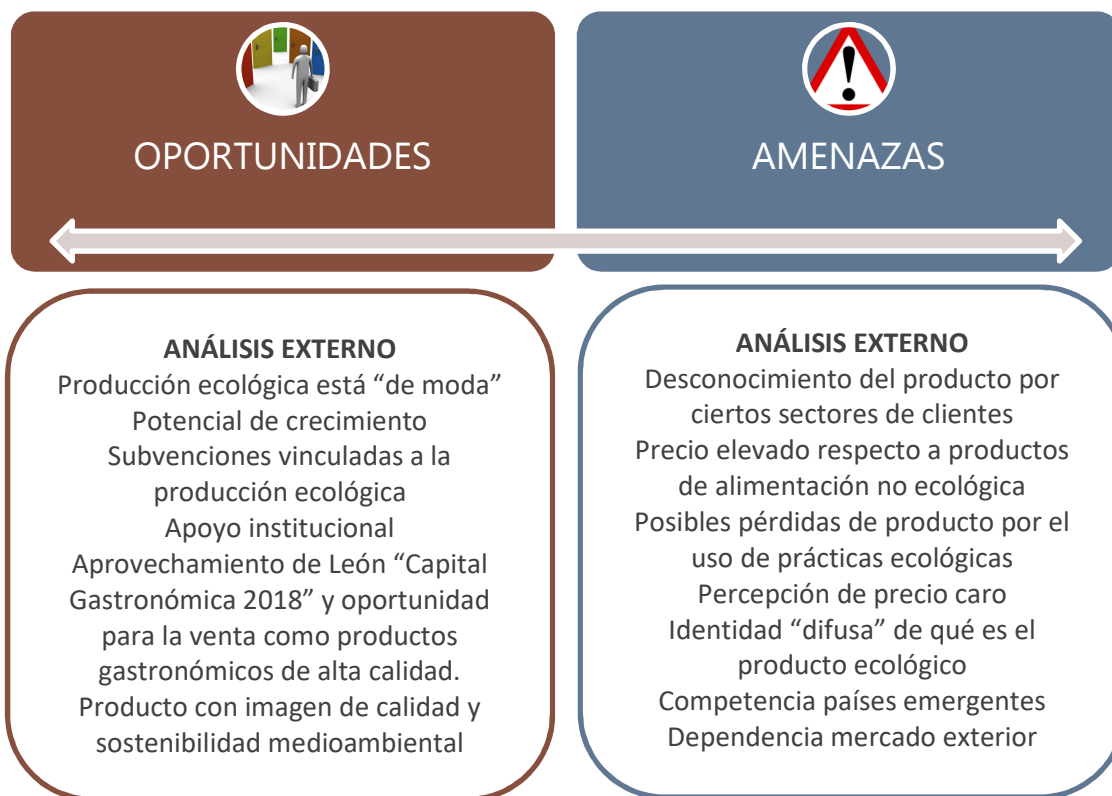 OPORTUNIDADES
ANÁLISIS EXTERNO
Producción ecológica está “de moda”
Potencial de crecimiento
Subvenciones vinculadas a la
producción ecológica
Apoyo institucional
Aprovechamiento de León “Capital
Gastronómica 2018” y oportunidad
para la venta como productos
gastronómicos de alta calidad.
Producto con imagen de calidad y
sostenibilidad medioambiental
AMENAZAS
ANÁLISIS EXTERNO
Desconocimiento del producto por
ciertos sectores de clientes
Precio elevado respecto a productos
de alimentación no ecológica
Posibles pérdidas de producto por el
uso de prácticas ecológicas
Percepción de precio caro
Identidad “difusa” de qué es el
producto ecológico
Competencia países emergentes
Dependencia mercado exterior